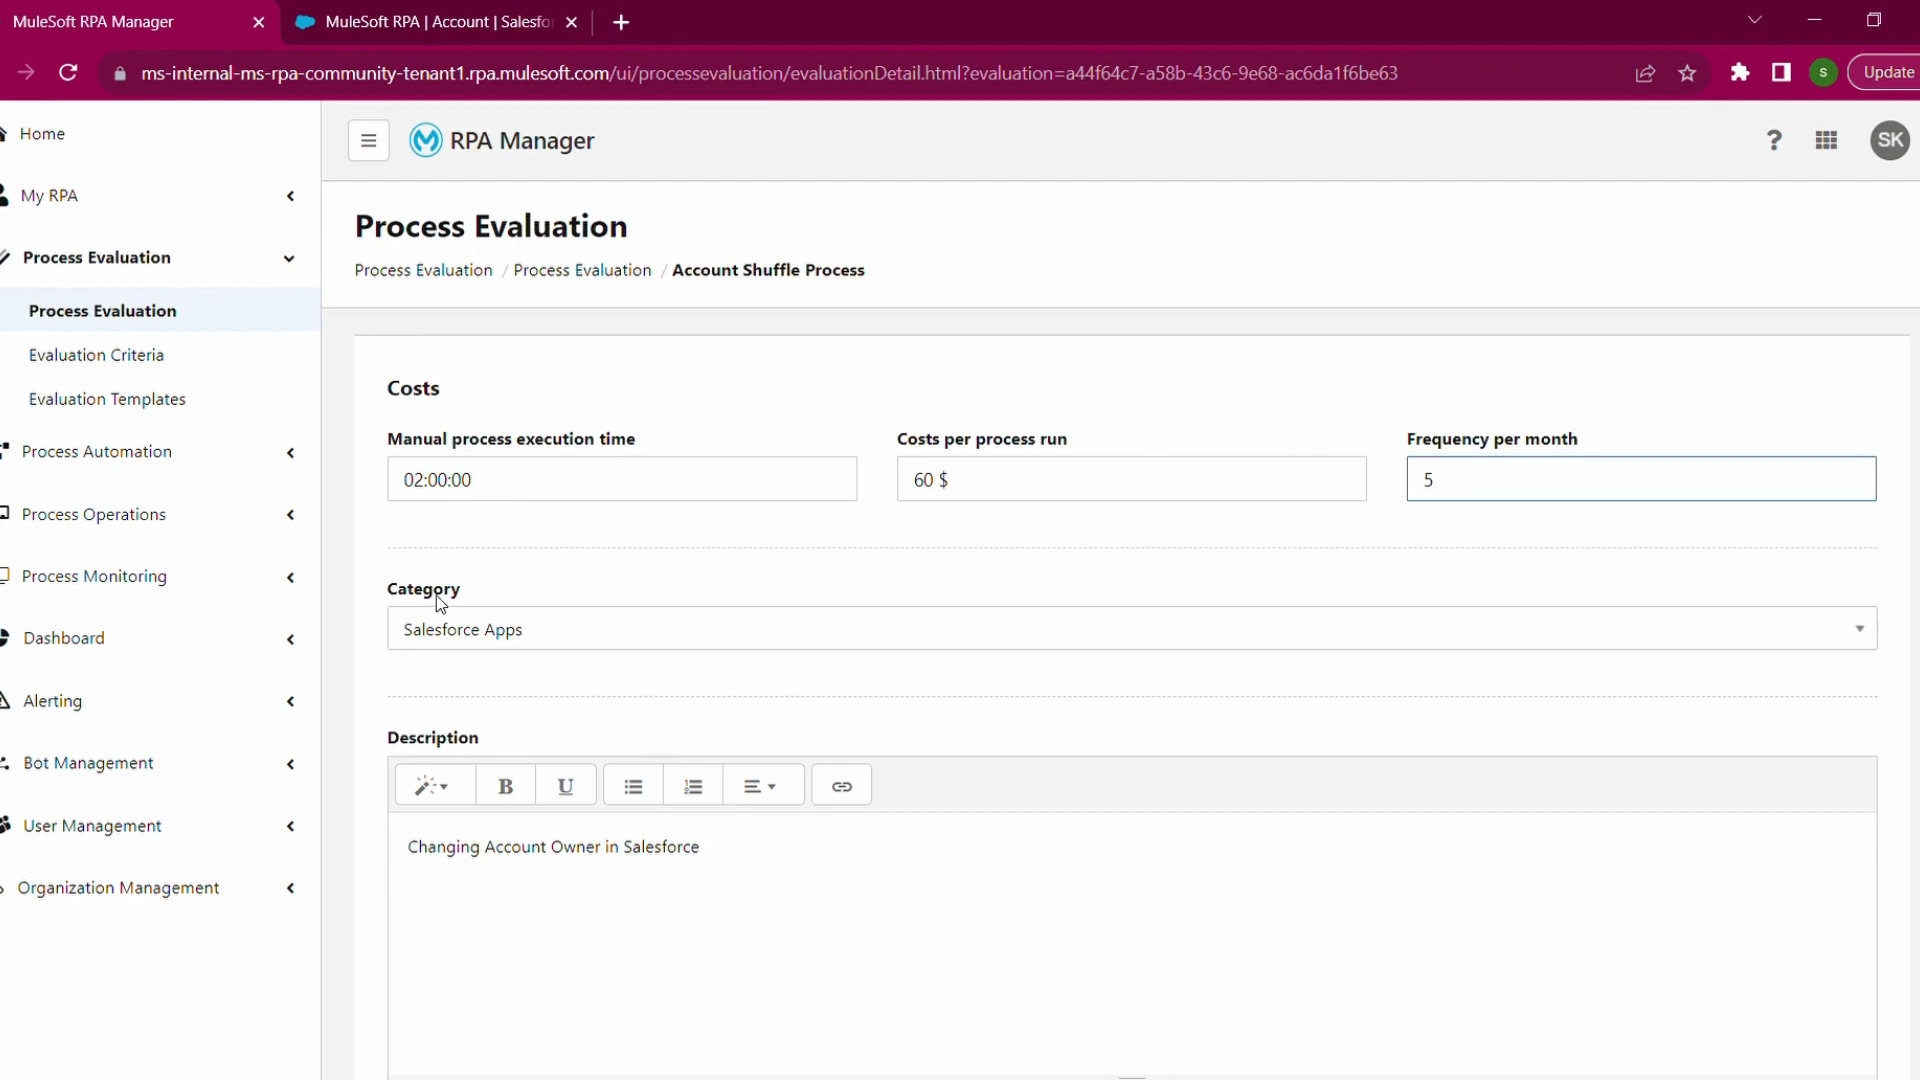 MuleSoft RPA Manager
MuleSoft RPA | Account | Salesfo
ms-internal-ms-rpa-community-tenant1.rpa.mulesoft.com/ui/processevaluation/evaluationDetail.html?evaluation=a44f64c7-a58b-43c6-9e68-ac6da1f6be63
S
Update
Home
My RPA
Process Evaluation
Process Evaluation
Evaluation Criteria
Evaluation Templates
Process Automation
Process Operations
Process Monitoring
Dashboard
Alerting
Bot Management
User Management
Organization Management
RPA Manager
?
SK
Process Evaluation
Process Evaluation / Process Evaluation / Account Shuffle Process
Costs
Manual process execution time
Costs per process run
Frequency per month
02:00:00
60 $
5
Category
Salesforce Apps
Description
B
U
Changing Account Owner in Salesforce